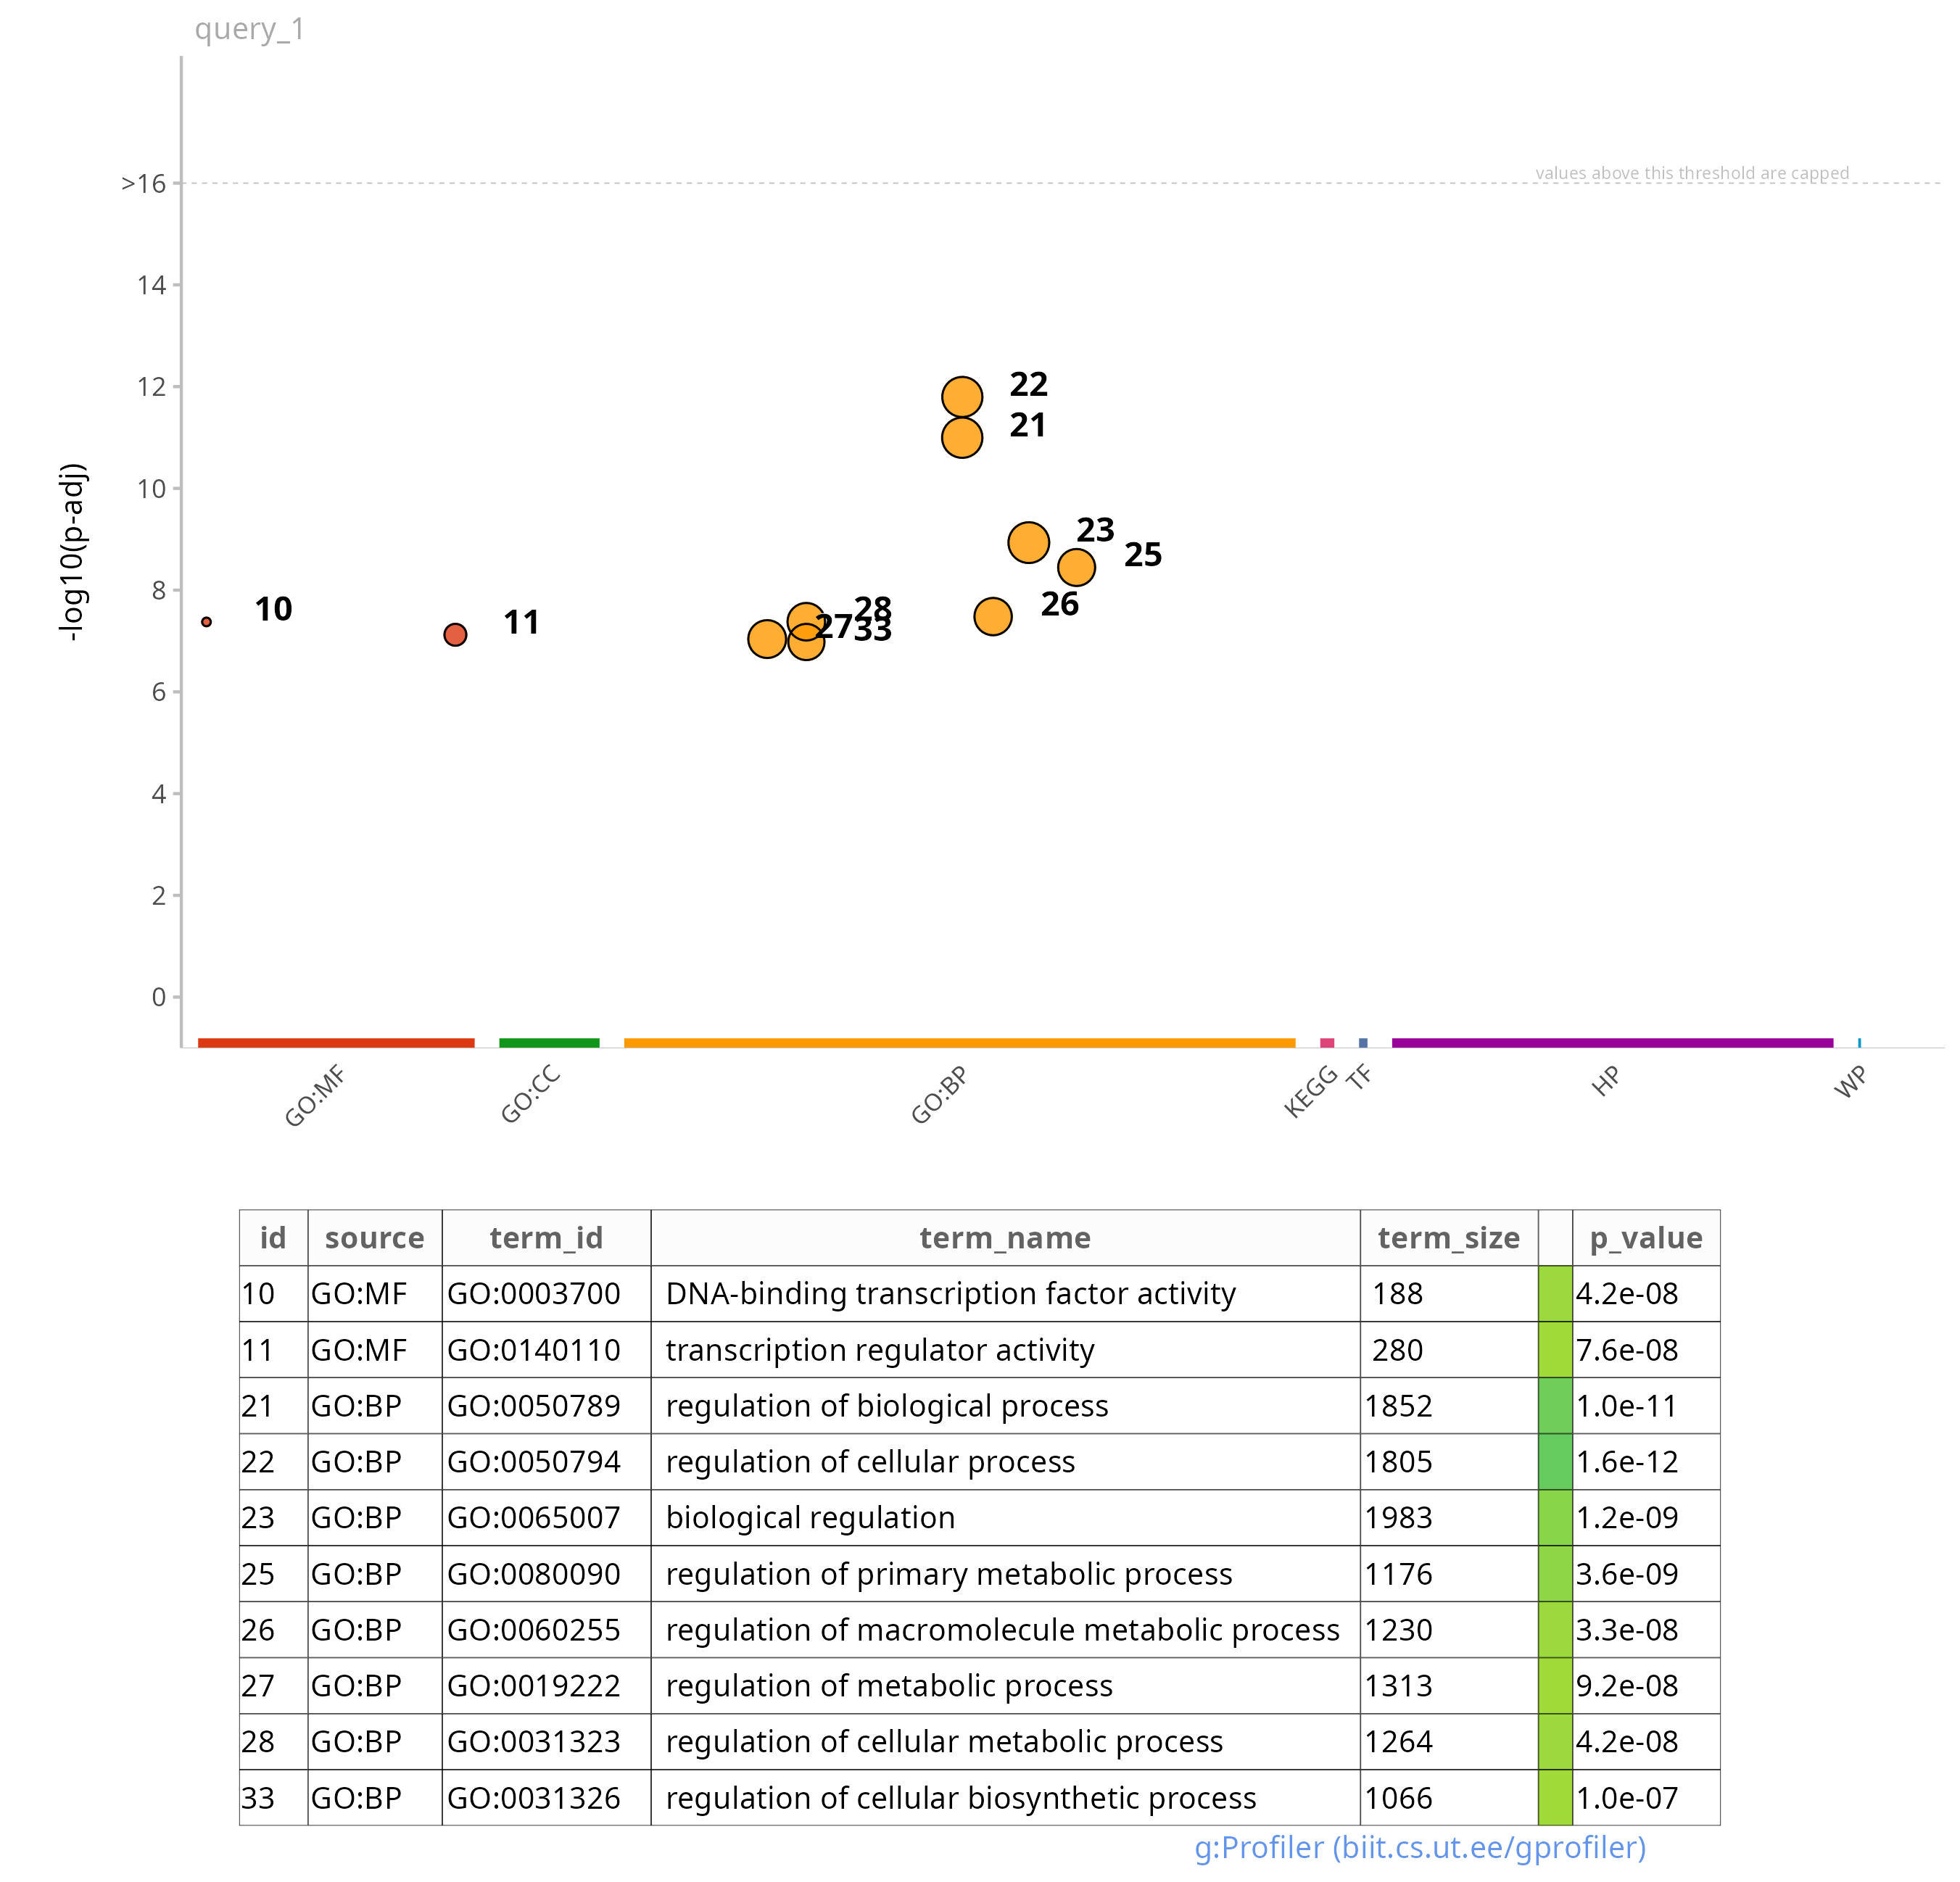 query_1
>16
values above this threshold are capped
14
12
10
8
6
4
2
0
-log10(p-adj)
22
21
23
25
26
28
27
33
10
11
GO:MF
GO:CC
GO:BP
KEGG
TF
HP
WP
id source term_id term_name term_size p_value
10 GO:MF GO:0003700 DNA-binding transcription factor activity 188 4.2e-08
11 GO:MF GO:0140110 transcription regulator activity 280 7.6e-08
21 GO:BP GO:0050789 regulation of biological process 1852 1.0e-11
22 GO:BP GO:0050794 regulation of cellular process 1805 1.6e-12
23 GO:BP GO:0065007 biological regulation 1983 1.2e-09
25 GO:BP GO:0080090 regulation of primary metabolic process 1176 3.6e-09
26 GO:BP GO:0060255 regulation of macromolecule metabolic process 1230 3.3e-08
27 GO:BP GO:0019222 regulation of metabolic process 1313 9.2e-08
28 GO:BP GO:0031323 regulation of cellular metabolic process 1264 4.2e-08
33 GO:BP GO:0031326 regulation of cellular biosynthetic process 1066 1.0e-07
g:Profiler (biit.cs.ut.ee/gprofiler)